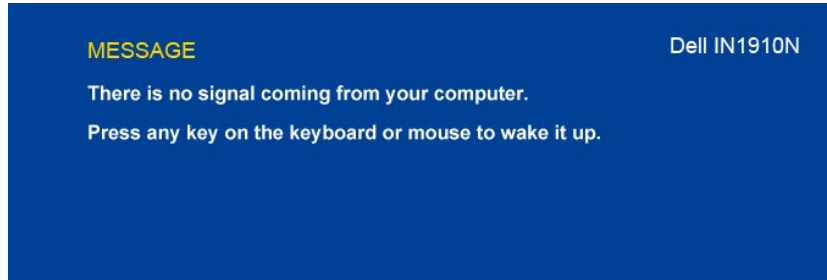 MESSAGE
Dell IN1910N
There is no signal coming from your computer.
Press any key on the keyboard or mouse to wake it up.